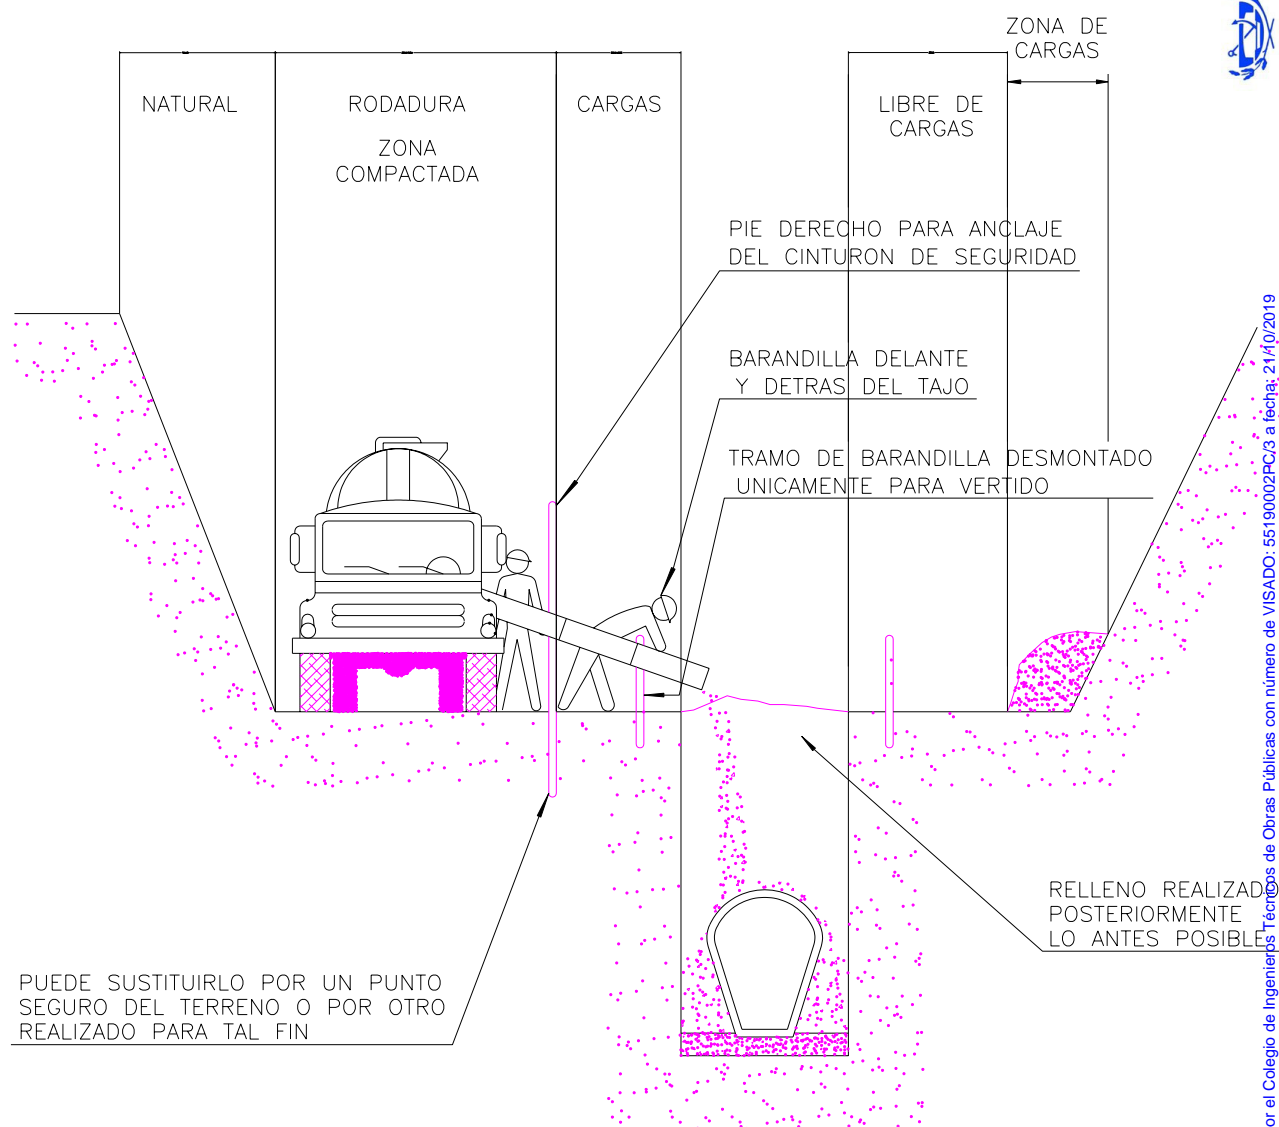 ZONA DE
CARGAS
NATURAL
RODADURA
CARGAS
LIBRE DE
CARGAS
ZONA
COMPACTADA
PIE DERECHO PARA ANCLAJE
DEL CINTURON DE SEGURIDAD
BARANDILLA DELANTE
Y DETRAS DEL TAJO
TRAMO DE BARANDILLA DESMONTADO
UNICAMENTE PARA VERTIDO
RELLENO REALIZADO
POSTERIORMENTE
LO ANTES POSIBLE
PUEDE SUSTITUIRLO POR UN PUNTO
SEGURO DEL TERRENO O POR OTRO
REALIZADO PARA TAL FIN
or el Colegio de Ingenieros Técnicos de Obras Públicas con número de VISADO: 55190002PC/3 a fecha: 21/10/2019